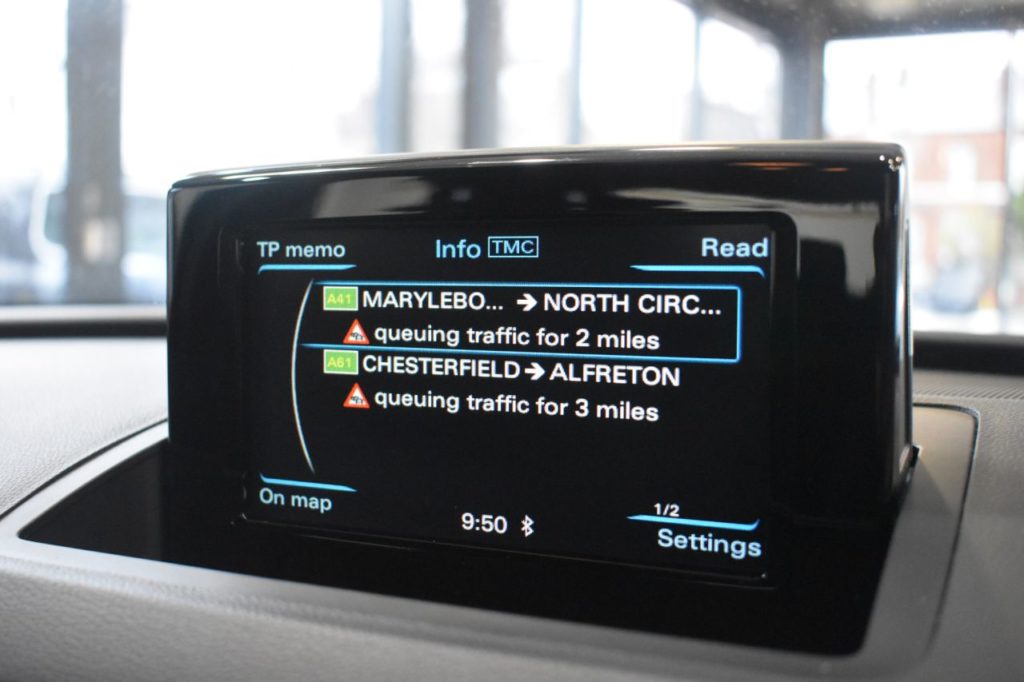 TP memo Info TMC Read
A41 MARYLEBO... → NORTH CIRC...
queuing traffic for 2 miles
A61 CHESTERFIELD → ALFRETON
queuing traffic for 3 miles
On map 9:50 1/2
Settings